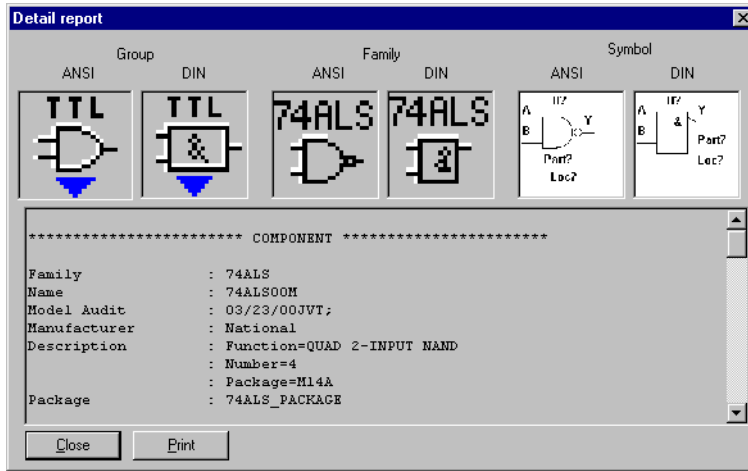 Detail report
Group Family Symbol
ANSI DIN ANSI DIN ANSI DIN
TTL TTL 74ALS 74ALS
& &
A U? Y
B
Part?
Loc?
A U? Y
B &
Part?
Loc?
************************ COMPONENT ***********************
Family : 74ALS
Name : 74ALS00M
Model Audit : 03/23/00JVT;
Manufacturer : National
Description : Function=QUAD 2-INPUT NAND
: Number=4
: Package=M14A
Package : 74ALS_PACKAGE
Close Print